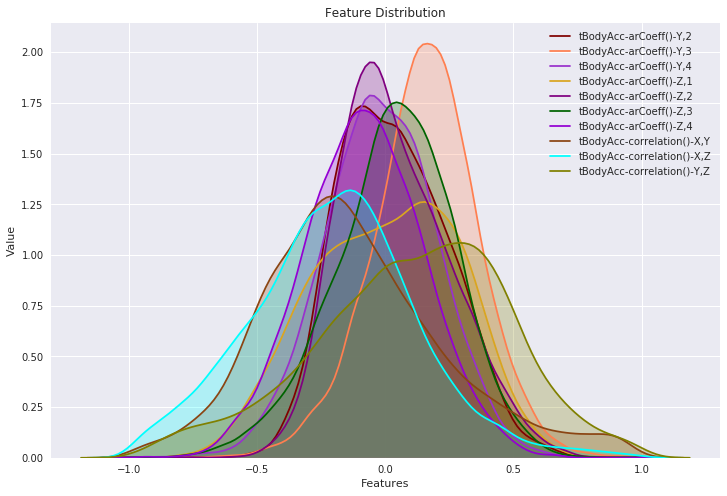 Feature Distribution
tBodyAcc-arCoeff()-Y,2
tBodyAcc-arCoeff()-Y,3
tBodyAcc-arCoeff()-Y,4
tBodyAcc-arCoeff()-Z,1
tBodyAcc-arCoeff()-Z,2
tBodyAcc-arCoeff()-Z,3
tBodyAcc-arCoeff()-Z,4
tBodyAcc-correlation()-X,Y
tBodyAcc-correlation()-X,Z
tBodyAcc-correlation()-Y,Z
Value
2.00
1.75
1.50
1.25
1.00
0.75
0.50
0.25
0.00
−1.0 −0.5 0.0 0.5 1.0
Features